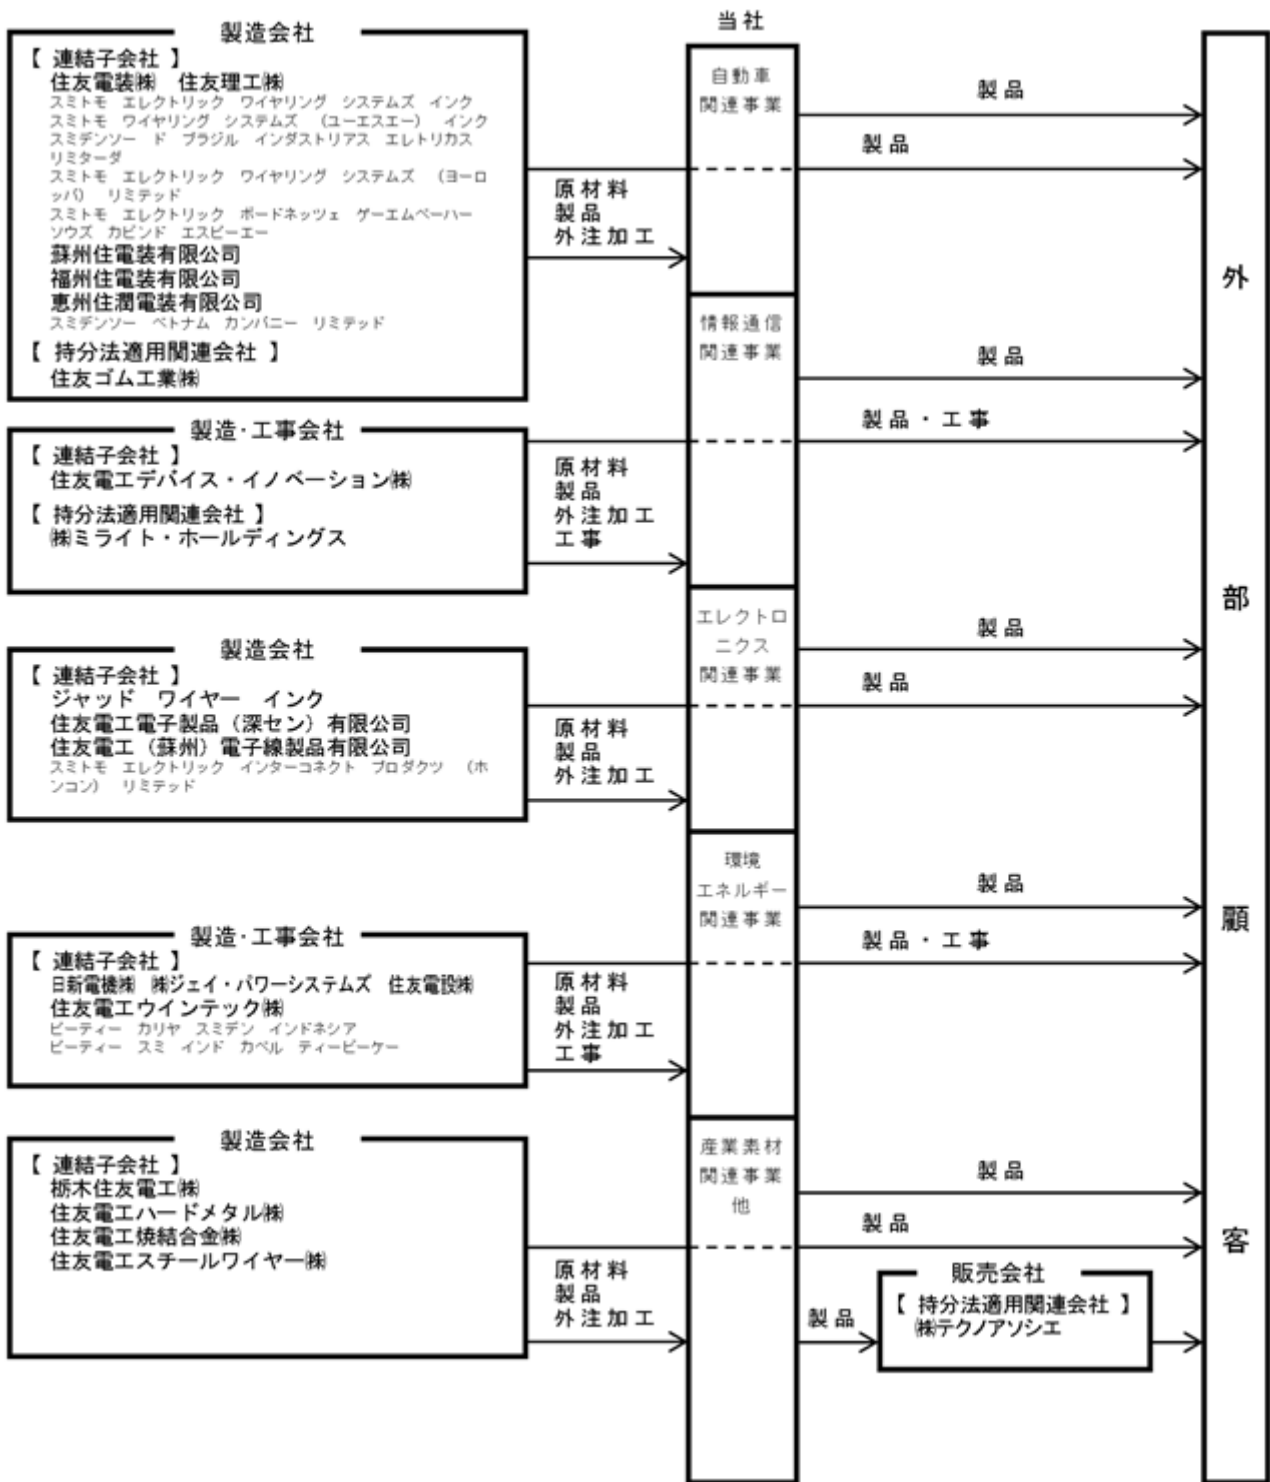 当社
製造会社
【 連結子会社 】
住友電装㈱　住友理工㈱
スミトモ　エレクトリック　ワイヤリング　システムズ　インク
スミトモ　ワイヤリング　システムズ　（ユーエスエー）　インク
スミデンソー　ド　ブラジル　インダストリアス　エレトリカス
リミターダ
スミトモ　エレクトリック　ワイヤリング　システムズ　（ヨーロ
ッパ）　リミテッド
スミトモ　エレクトリック　ボードネッツェ　ゲーエムベーハー
ソウズ　カビンド　エスピーエー
蘇州住電装有限公司
福州住電装有限公司
恵州住潤電装有限公司
スミデンソー　ベトナム　カンパニー　リミテッド
【 持分法適用関連会社 】
住友ゴム工業㈱
原材料
製品
外注加工
自動車
関連事業
製品
製品
製造・工事会社
【 連結子会社 】
住友電工デバイス・イノベーション㈱
【 持分法適用関連会社 】
㈱ミライト・ホールディングス
原材料
製品
外注加工
工事
情報通信
関連事業
製品
製品・工事
製造会社
【 連結子会社 】
ジャッド　ワイヤー　インク
住友電工電子製品（深セン）有限公司
住友電工（蘇州）電子線製品有限公司
スミトモ　エレクトリック　インターコネクト　プロダクツ　（ホ
ンコン）　リミテッド
原材料
製品
外注加工
エレクトロ
ニクス
関連事業
製品
製品
製造・工事会社
【 連結子会社 】
日新電機㈱　㈱ジェイ・パワーシステムズ　住友電設㈱
住友電工ウインテック㈱
ピーティー　カリヤ　スミデン　インドネシア
ピーティー　スミ　インド　カベル　ティービーケー
原材料
製品
外注加工
工事
環境
エネルギー
関連事業
製品
製品・工事
製造会社
【 連結子会社 】
栃木住友電工㈱
住友電工ハードメタル㈱
住友電工焼結合金㈱
住友電工スチールワイヤー㈱
原材料
製品
外注加工
産業素材
関連事業
他
製品
製品
製品
販売会社
【 持分法適用関連会社 】
㈱テクノアソシエ
外部顧客